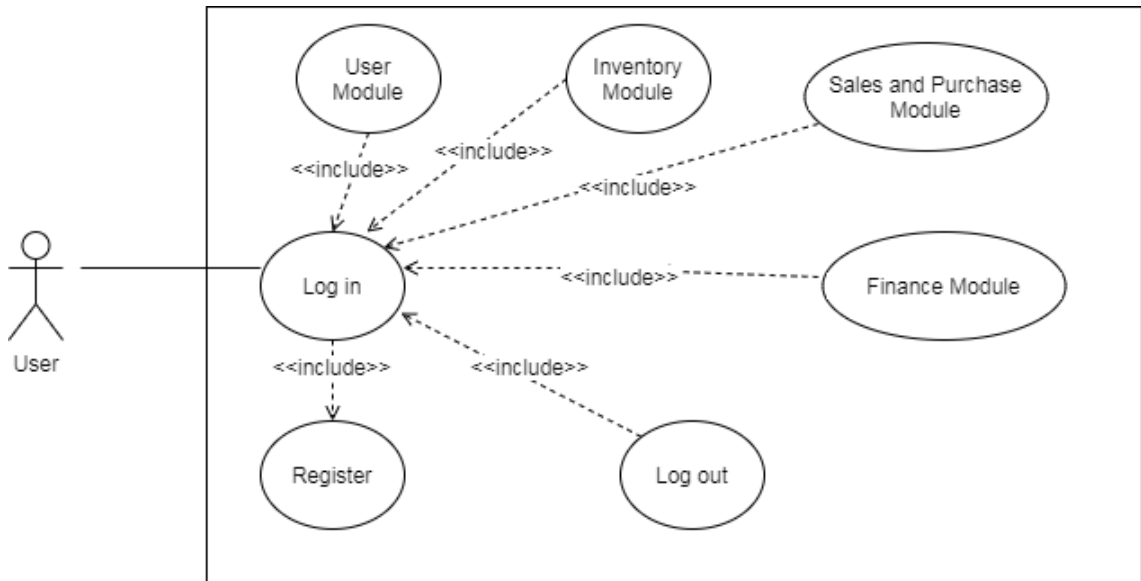 User
Module
Inventory
Module
Sales and Purchase
Module
<<include>>
<<include>>
<<include>>
Log in
<<include>>
Finance Module
User
<<include>>
<<include>>
Register
Log out